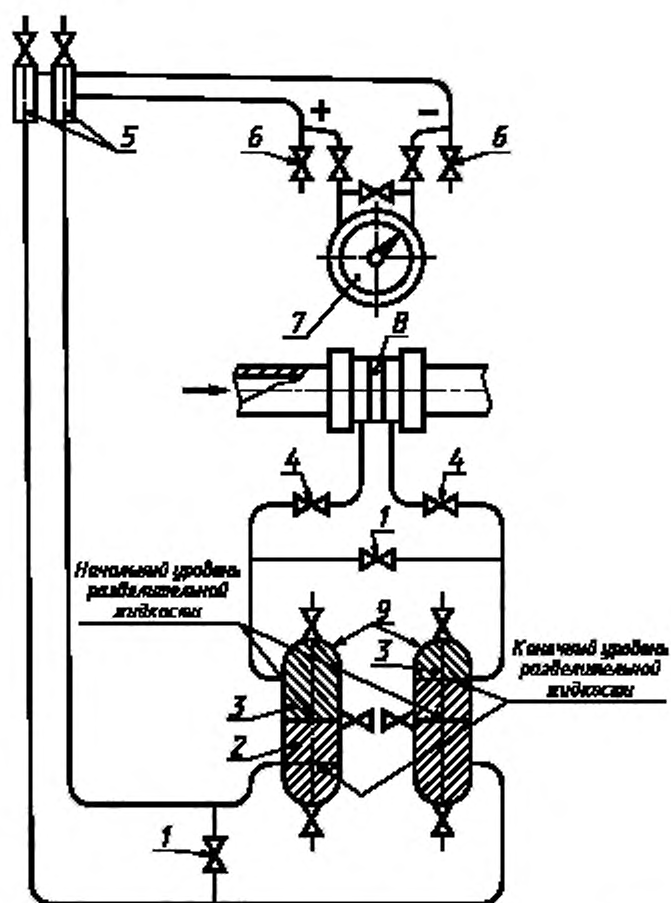 5
+
−
6
6
7
8
4
4
1
Начальный уровень
разделительной
жидкости
9
3
Конечный уровень
разделительной
жидкости
3
2
1